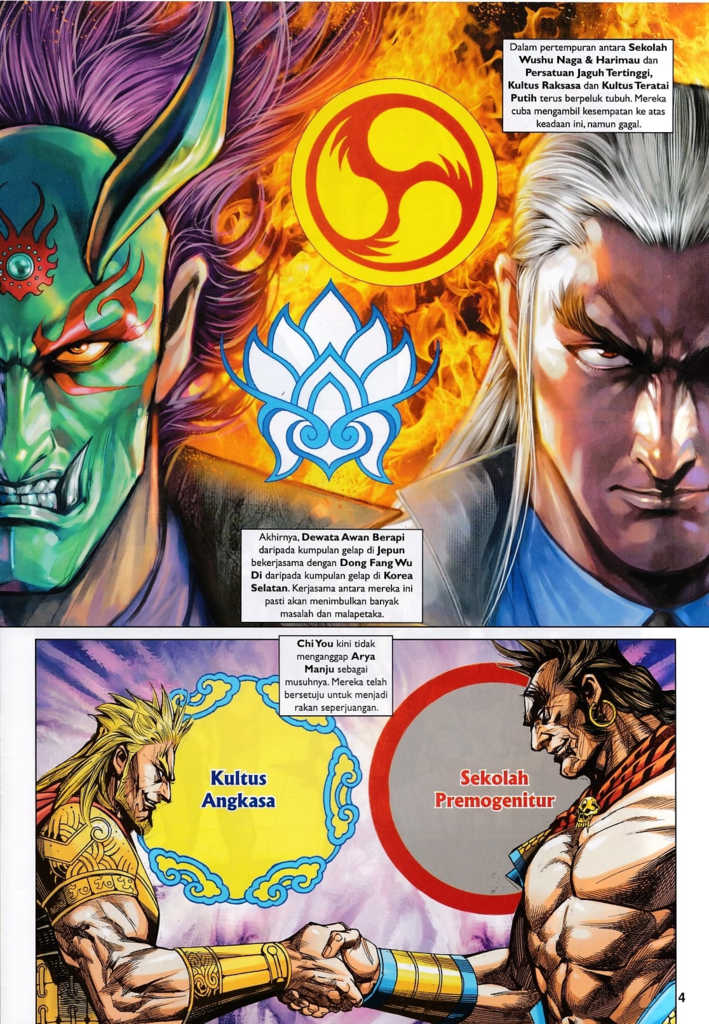 Dalam pertempuran antara Sekolah
Wushu Naga & Harimau dan
Persatuan Jaguh Tertinggi,
Kultus Raksasa dan Kultus Teratai
Putih terus berpeluk tubuh. Mereka
cuba mengambil kesempatan ke atas
keadaan ini, namun gagal.
Akhirnya, Dewata Awan Berapi
daripada kumpulan gelap di Jepun
bekerjasama dengan Dong Fang Wu
Di daripada kumpulan gelap di Korea
Selatan. Kerjasama antara mereka ini
pasti akan menimbulkan banyak
masalah dan malapetaka.
Chi You kini tidak
menganggap Arya
Manju sebagai
musuhnya. Mereka telah
bersetuju untuk menjadi
rakan seperjuangan.
Kultus
Angkasa
Sekolah
Premogenitur
4